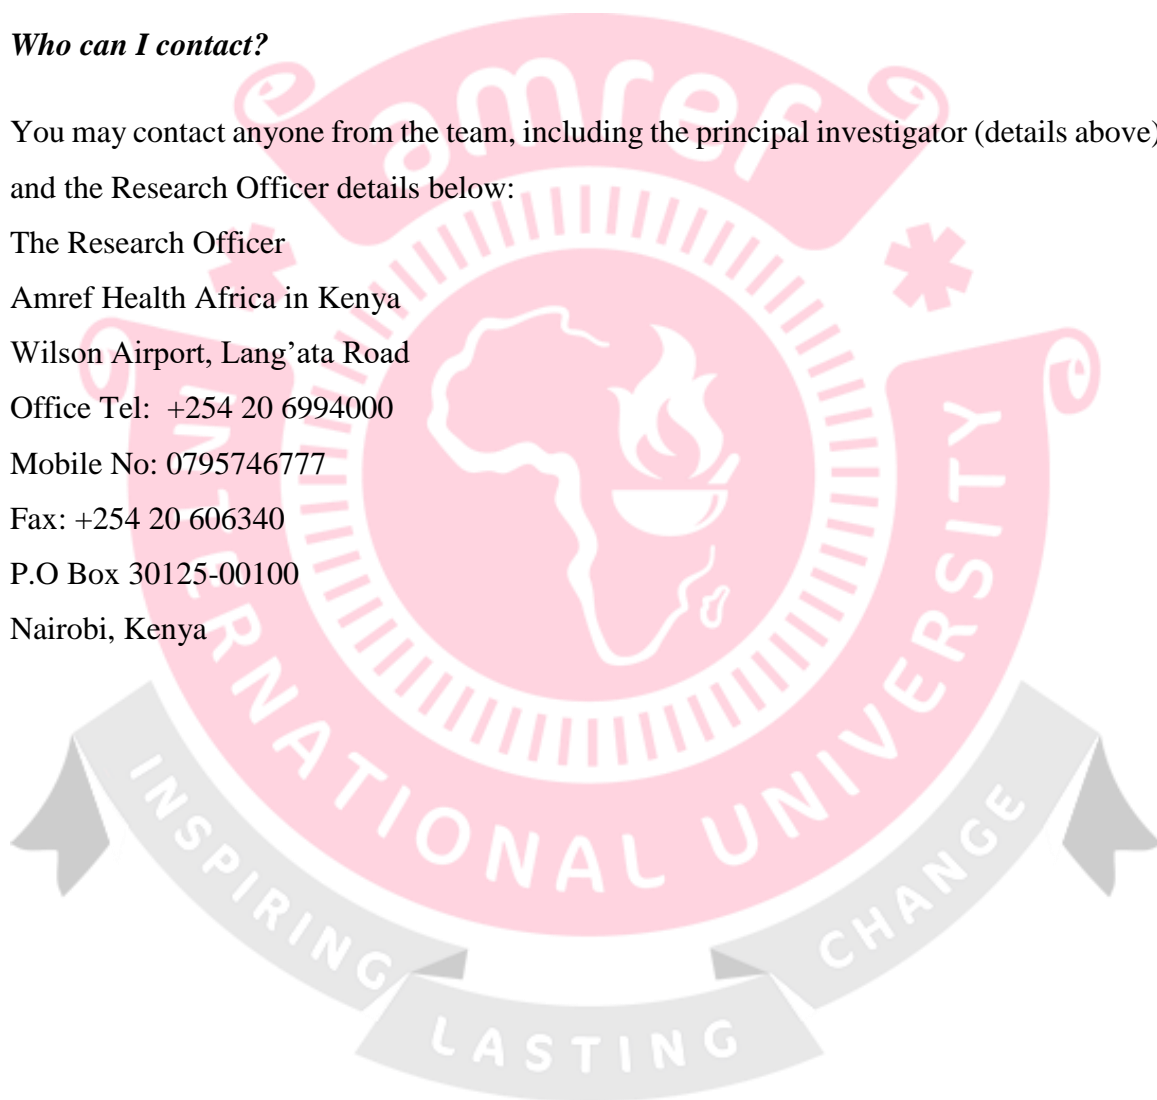 Who can I contact?
You may contact anyone from the team, including the principal investigator (details above)
and the Research Officer details below:
The Research Officer
Amref Health Africa in Kenya
Wilson Airport, Lang’ata Road
Office Tel:  +254 20 6994000
Mobile No: 0795746777
Fax: +254 20 606340
P.O Box 30125-00100
Nairobi, Kenya
amref
INTERNATIONAL UNIVERSITY
INSPIRING
LASTING
CHANGE